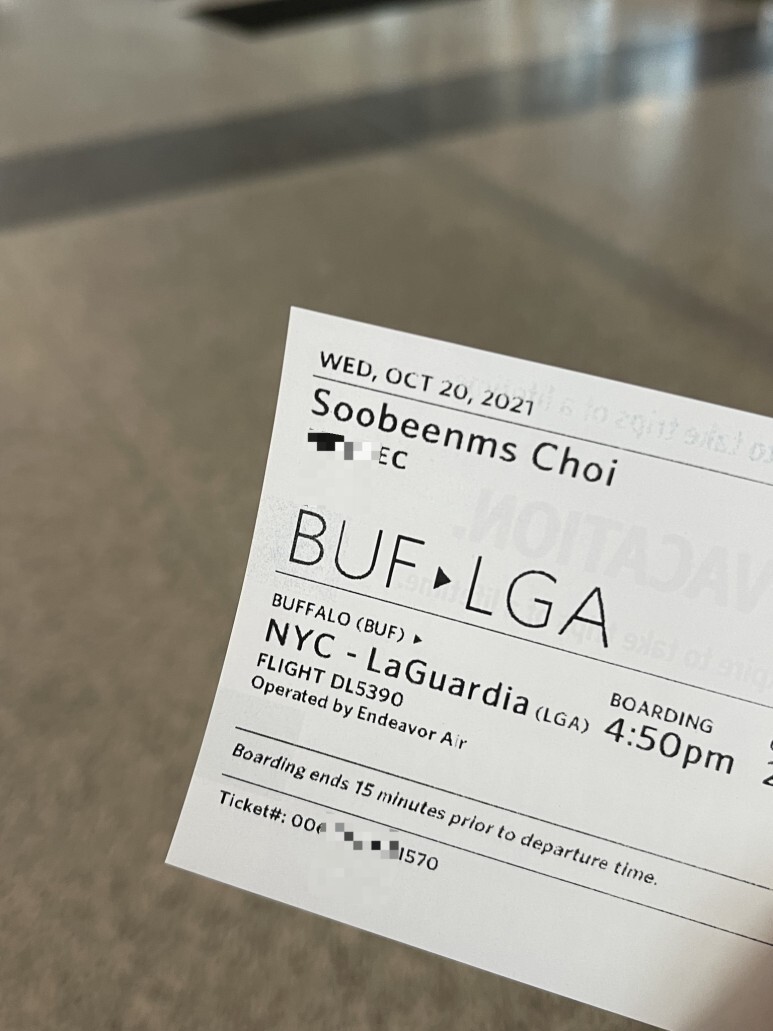 WED, OCT 20, 2021
Soobeenms Choi
EC
BUF▸LGA
BUFFALO (BUF) ▸
NYC - LaGuardia (LGA)
FLIGHT DL5390
Operated by Endeavor Air
BOARDING
4:50pm
Boarding ends 15 minutes prior to departure time.
Ticket#: 00 1570